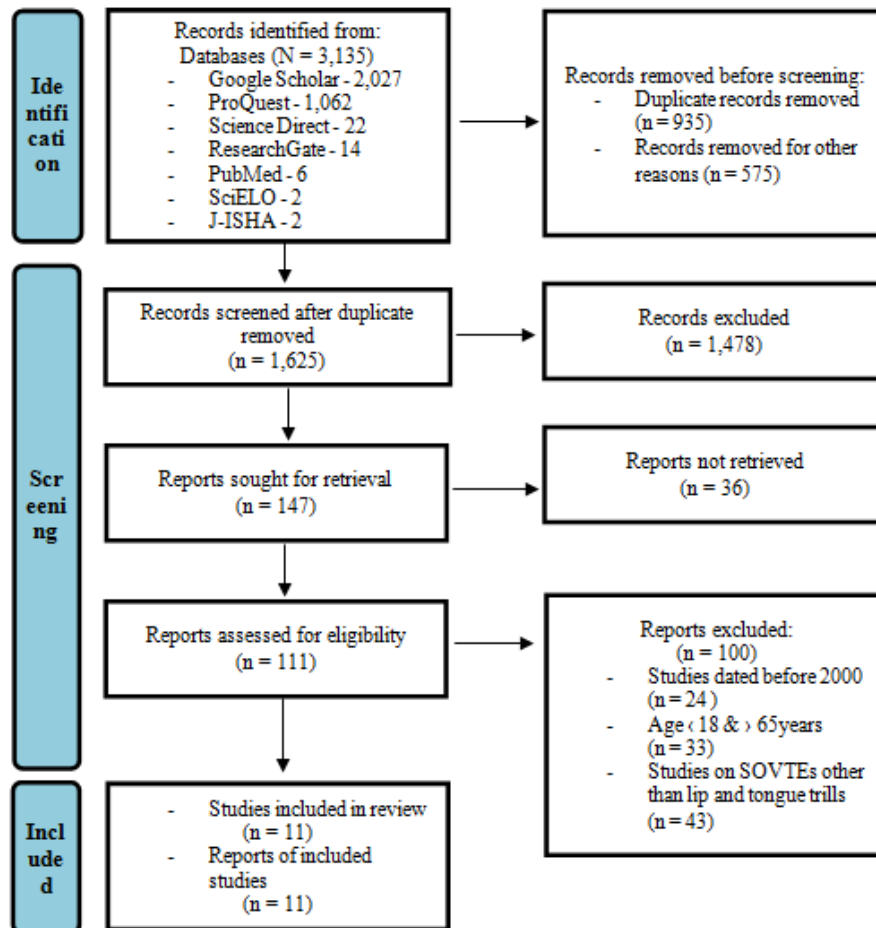 Ide
ntifi
cati
on
Records identified from:
Databases (N = 3,135)
- Google Scholar - 2,027
- ProQuest - 1,062
- Science Direct - 22
- ResearchGate - 14
- PubMed - 6
- SciELO - 2
- J-ISHA - 2
Records removed before screening:
- Duplicate records removed
(n = 935)
- Records removed for other
reasons (n = 575)
Scr
eeni
ng
Records screened after duplicate
removed
(n = 1,625)
Records excluded
(n = 1,478)
Reports sought for retrieval
(n = 147)
Reports not retrieved
(n = 36)
Reports assessed for eligibility
(n = 111)
Reports excluded:
(n = 100)
- Studies dated before 2000
(n = 24 )
- Age ‹ 18 & › 65years
(n = 33)
- Studies on SOVTEs other
than lip and tongue trills
(n = 43)
Incl
ude
d
- Studies included in review
(n = 11)
- Reports of included
studies
(n = 11)